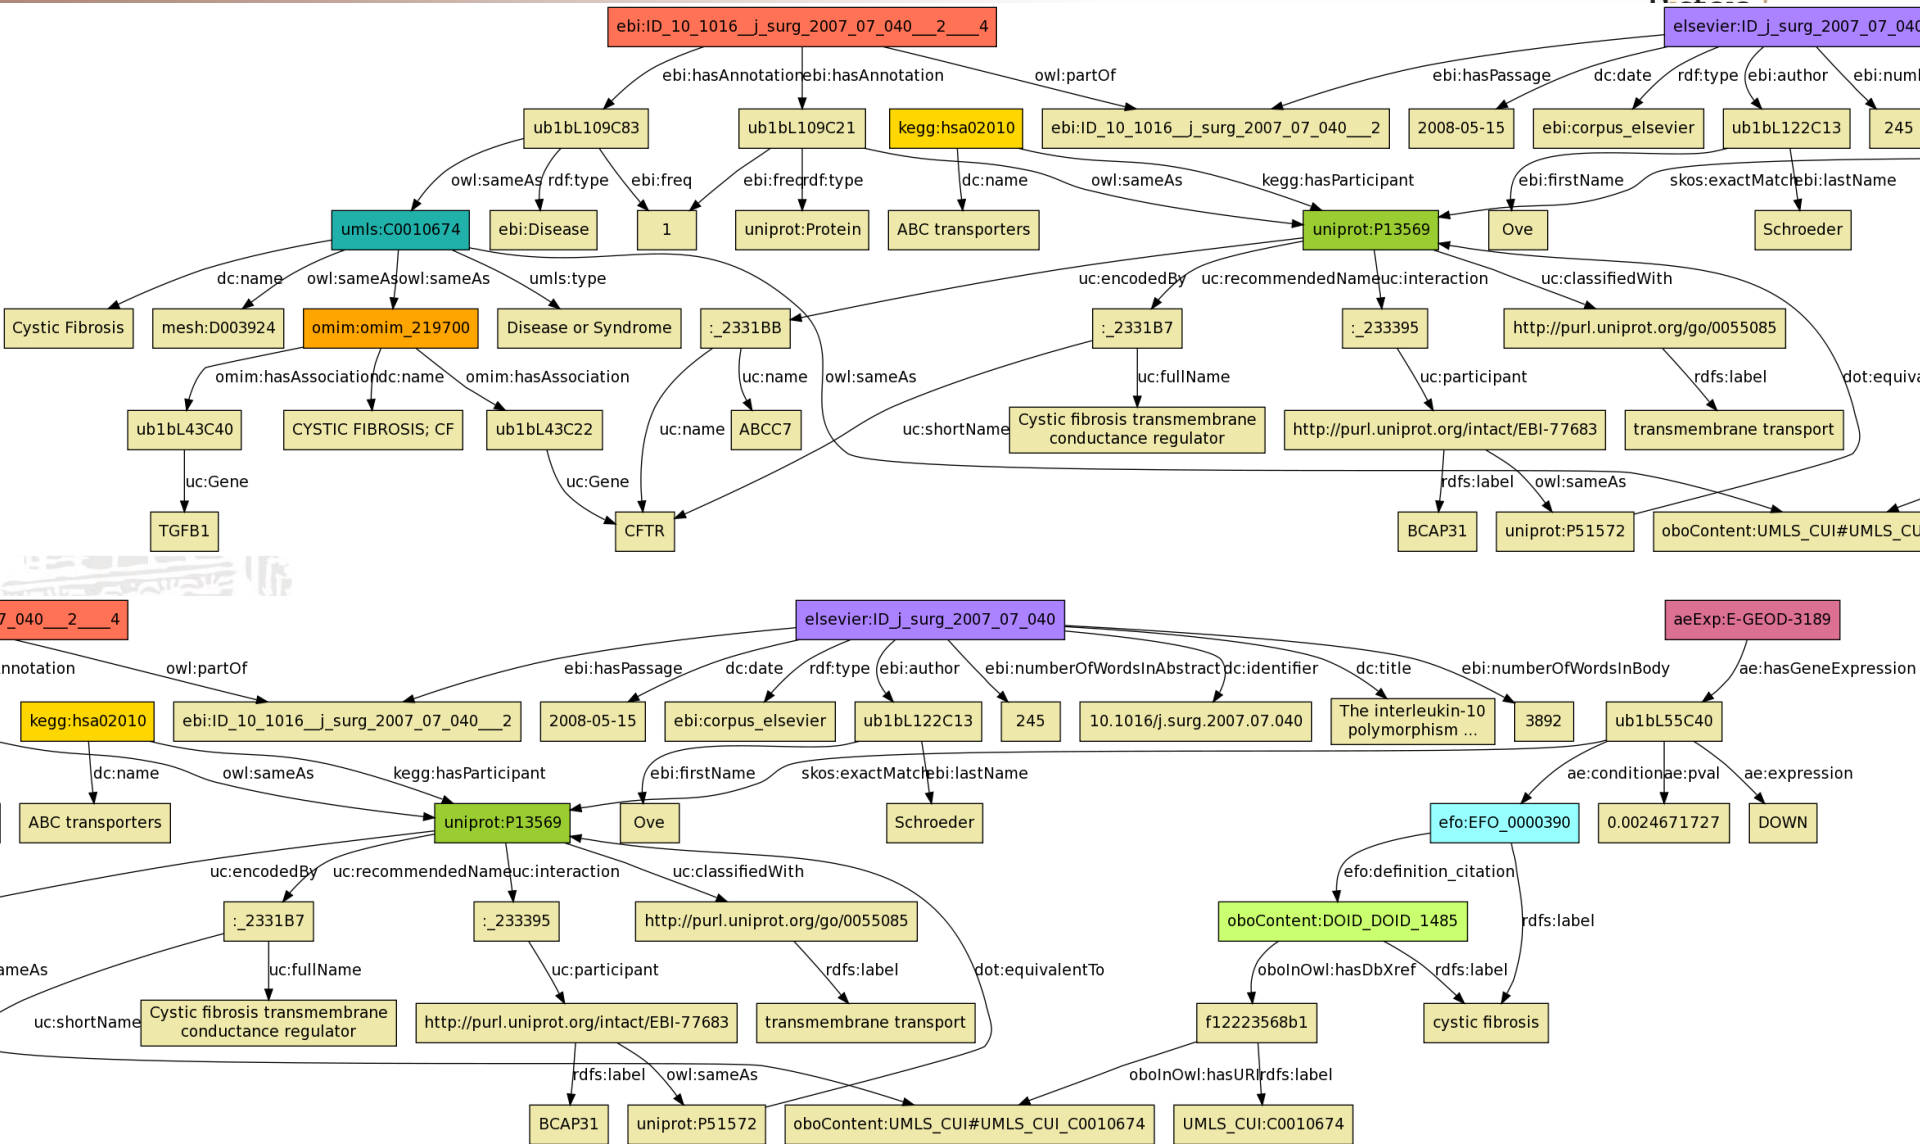 ebi:ID_10_1016__j_surg_2007_07_040___2____4
elsevier:ID_j_surg_2007_07_040
ebi:hasAnnotation
ebi:hasAnnotation
owl:partOf
ebi:hasPassage
dc:date
rdf:type
ebi:author
ub1bL109C83
ub1bL109C21
kegg:hsa02010
ebi:ID_10_1016__j_surg_2007_07_040___2
2008-05-15
ebi:corpus_elsevier
ub1bL122C13
245
owl:sameAs
rdf:type
ebi:freq
ebi:freq
rdf:type
dc:name
owl:sameAs
kegg:hasParticipant
ebi:firstName
skos:exactMatch
ebi:lastName
umls:C0010674
ebi:Disease
1
uniprot:Protein
ABC transporters
uniprot:P13569
Ove
Schroeder
dc:name
owl:sameAs
owl:sameAs
umls:type
uc:encodedBy
uc:recommendedName
uc:interaction
uc:classifiedWith
Cystic Fibrosis
mesh:D003924
omim:omim_219700
Disease or Syndrome
:_2331BB
:_2331B7
:_233395
http://purl.uniprot.org/go/0055085
omim:hasAssociation
dc:name
omim:hasAssociation
uc:name
owl:sameAs
uc:fullName
uc:participant
rdfs:label
dot:equiva
ub1bL43C40
CYSTIC FIBROSIS; CF
ub1bL43C22
uc:name
ABCC7
uc:shortName
Cystic fibrosis transmembrane
conductance regulator
http://purl.uniprot.org/intact/EBI-77683
transmembrane transport
uc:Gene
uc:Gene
rdfs:label
owl:sameAs
TGFB1
CFTR
BCAP31
uniprot:P51572
oboContent:UMLS_CUI#UMLS_CU
7_040___2____4
elsevier:ID_j_surg_2007_07_040
aeExp:E-GEOD-3189
nnotation
owl:partOf
ebi:hasPassage
dc:date
rdf:type
ebi:author
ebi:numberOfWordsInAbstract
dc:identifier
dc:title
ebi:numberOfWordsInBody
ae:hasGeneExpression
kegg:hsa02010
ebi:ID_10_1016__j_surg_2007_07_040___2
2008-05-15
ebi:corpus_elsevier
ub1bL122C13
245
10.1016/j.surg.2007.07.040
The interleukin-10
polymorphism ...
3892
ub1bL55C40
dc:name
owl:sameAs
kegg:hasParticipant
ebi:firstName
skos:exactMatch
ebi:lastName
ae:condition
ae:pval
ae:expression
ABC transporters
uniprot:P13569
Ove
Schroeder
efo:EFO_0000390
0.0024671727
DOWN
uc:encodedBy
uc:recommendedName
uc:interaction
uc:classifiedWith
efo:definition_citation
:_2331B7
:_233395
http://purl.uniprot.org/go/0055085
oboContent:DOID_DOID_1485
rdfs:label
ameAs
uc:fullName
uc:participant
rdfs:label
dot:equivalentTo
oboInOwl:hasDbXref
rdfs:label
uc:shortName
Cystic fibrosis transmembrane
conductance regulator
http://purl.uniprot.org/intact/EBI-77683
transmembrane transport
f12223568b1
cystic fibrosis
rdfs:label
owl:sameAs
oboInOwl:hasURI
rdfs:label
BCAP31
uniprot:P51572
oboContent:UMLS_CUI#UMLS_CUI_C0010674
UMLS_CUI:C0010674